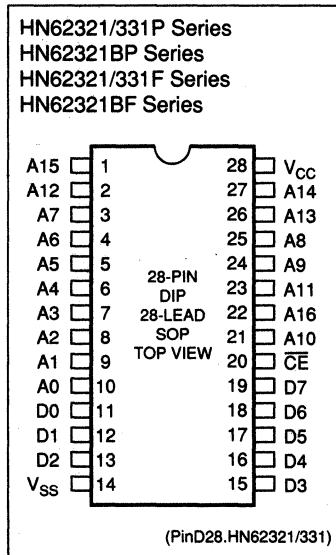 HN62321/331P Series
HN62321BP Series
HN62321/331F Series
HN62321BF Series
A15 1 28 VCC
A12 2 27 A14
A7 3 26 A13
A6 4 25 A8
A5 5 24 A9
A4 6 23 A11
A3 7 22 A16
A2 8 21 A10
A1 9 20 C̅E̅
A0 10 19 D7
D0 11 18 D6
D1 12 17 D5
D2 13 16 D4
VSS 14 15 D3
28-PIN
DIP
28-LEAD
SOP
TOP VIEW
(PinD28.HN62321/331)